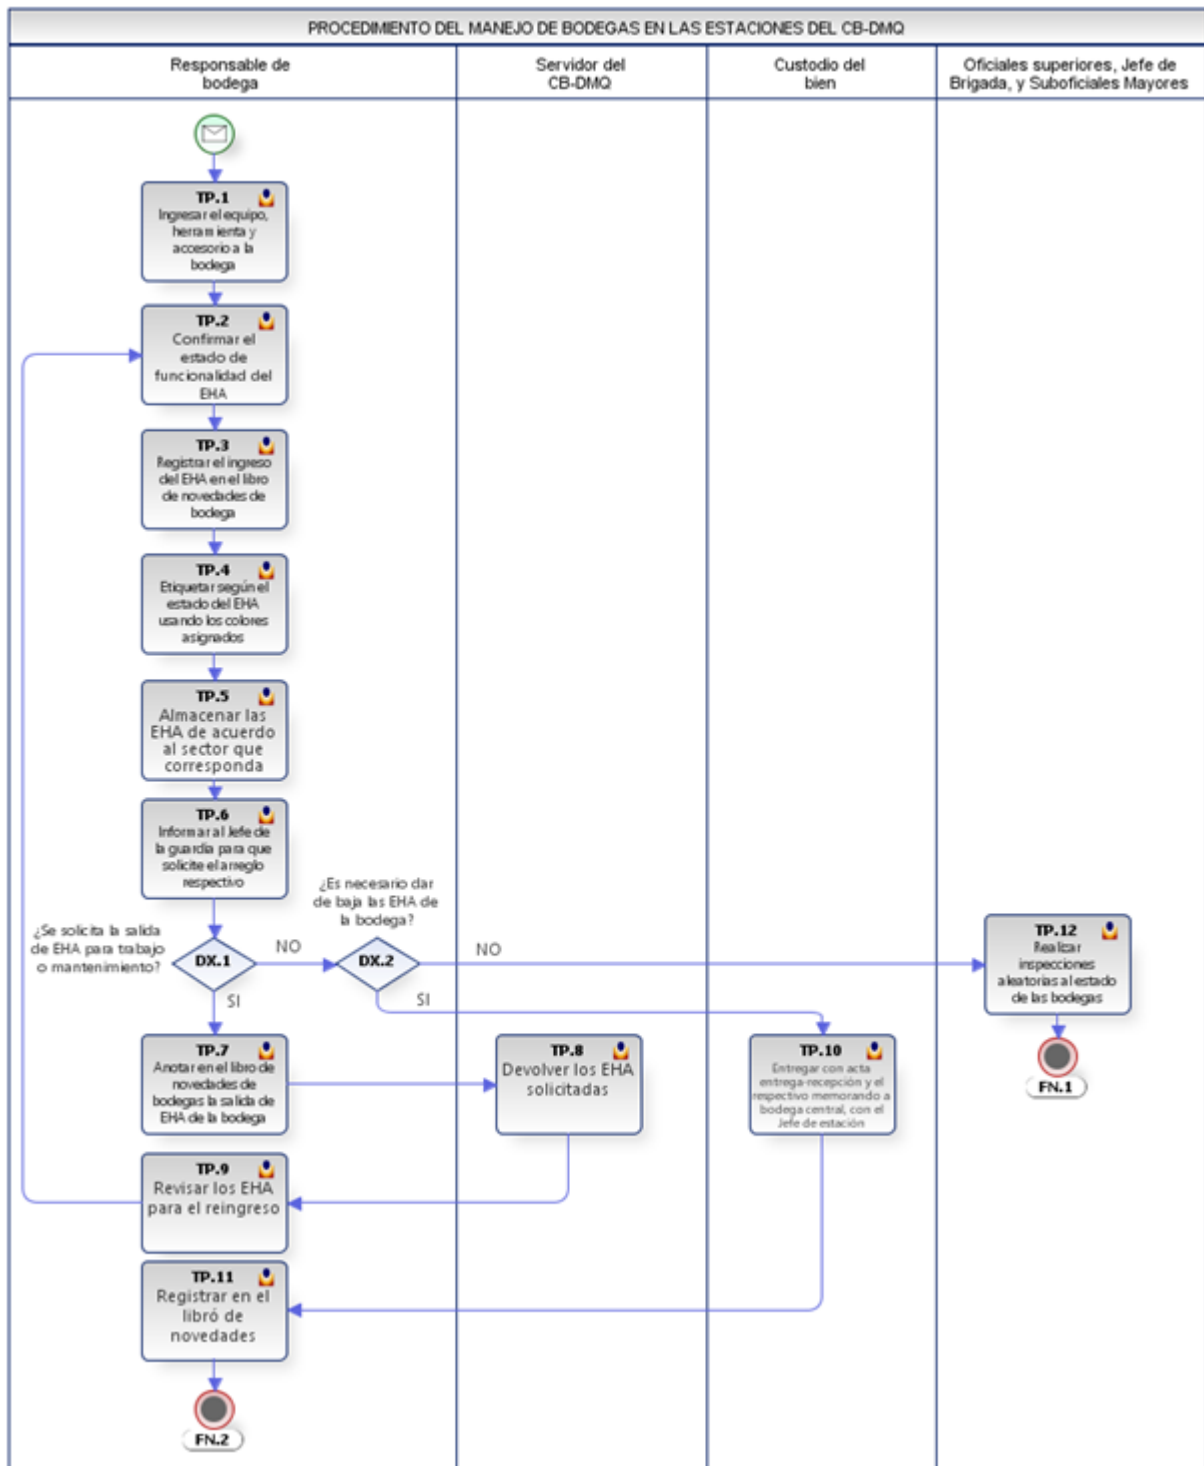 PROCEDIMIENTO DEL MANEJO DE BODEGAS EN LAS ESTACIONES DEL CB-DMQ
Responsable de
bodega
Servidor del
CB-DMQ
Custodio del
bien
Oficiales superiores, Jefe de
Brigada, y Suboficiales Mayores
TP.1
Ingresar el equipo,
herramienta y
accesorio a la
bodega
TP.2
Confirmar el
estado de
funcionalidad del
EHA
TP.3
Registrar el ingreso
del EHA en el libro
de novedades de
bodega
TP.4
Etiquetar según el
estado del EHA
usando los colores
asignados
TP.5
Almacenar las
EHA de acuerdo
al sector que
corresponda
TP.6
Informar al Jefe de
la guardia para que
solicite el arreglo
respectivo
¿Se solicita la salida
de EHA para trabajo
o mantenimiento?
DX.1
NO
SI
¿Es necesario dar
de baja las EHA de
la bodega?
DX.2
NO
SI
TP.12
Realizar
inspecciones
aleatorias al estado
de las bodegas
FN.1
TP.7
Anotar en el libro de
novedades de
bodegas la salida de
EHA de la bodega
TP.8
Devolver los EHA
solicitadas
TP.10
Entregar con acta
entrega-recepción y el
respectivo memorando a
bodega central, con el
Jefe de estación
TP.9
Revisar los EHA
para el reingreso
TP.11
Registrar en el
libró de
novedades
FN.2